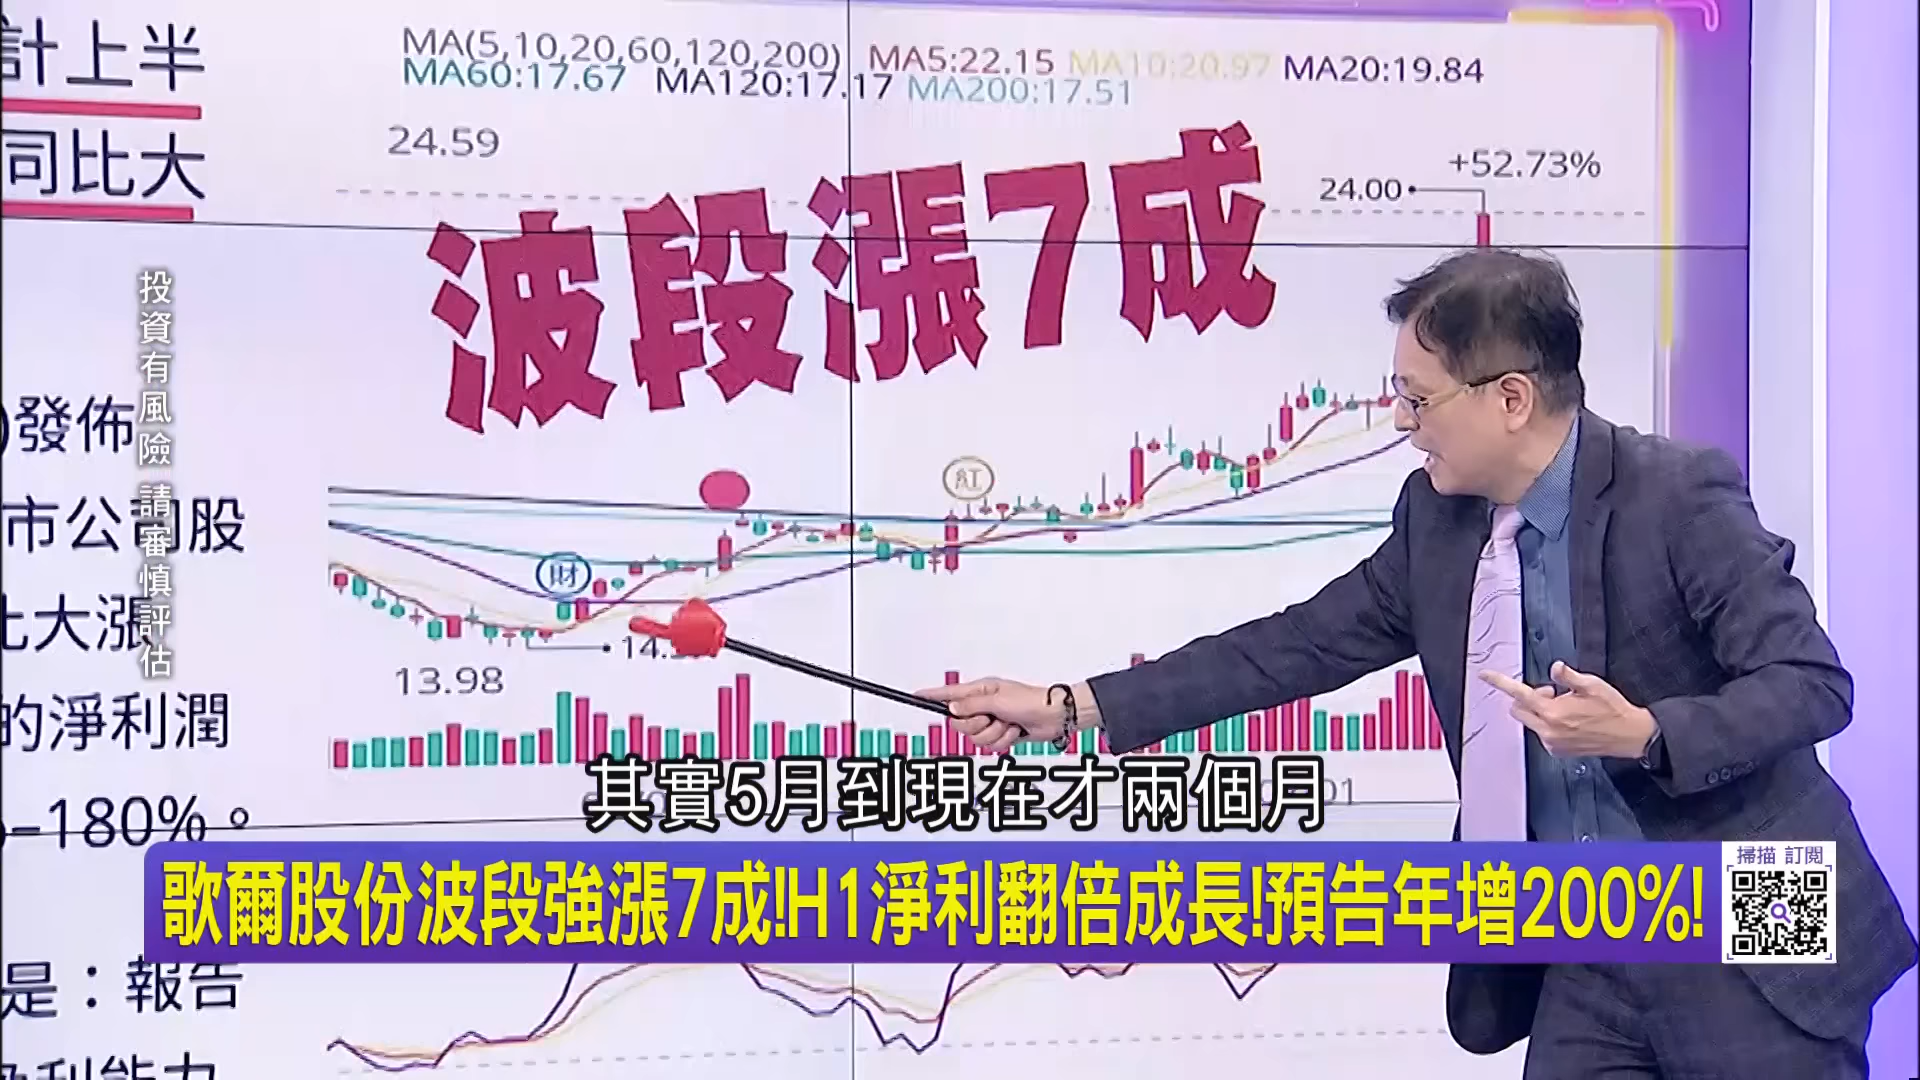 計上半
同比大
MA(5,10,20,60,120,200) MA5:22.15 MA10:20.97 MA20:19.84
MA60:17.67 MA120:17.17 MA200:17.51
24.59
+52.73%
24.00
波段漲7成
投資有風險 請審慎評估
)發佈
市公司股
比大漲
的淨利潤
-180%。
財
紅
13.98
其實5月到現在才兩個月
歌爾股份波段強漲7成!H1淨利翻倍成長!預告年增200%!
掃描 訂閱
是：報告